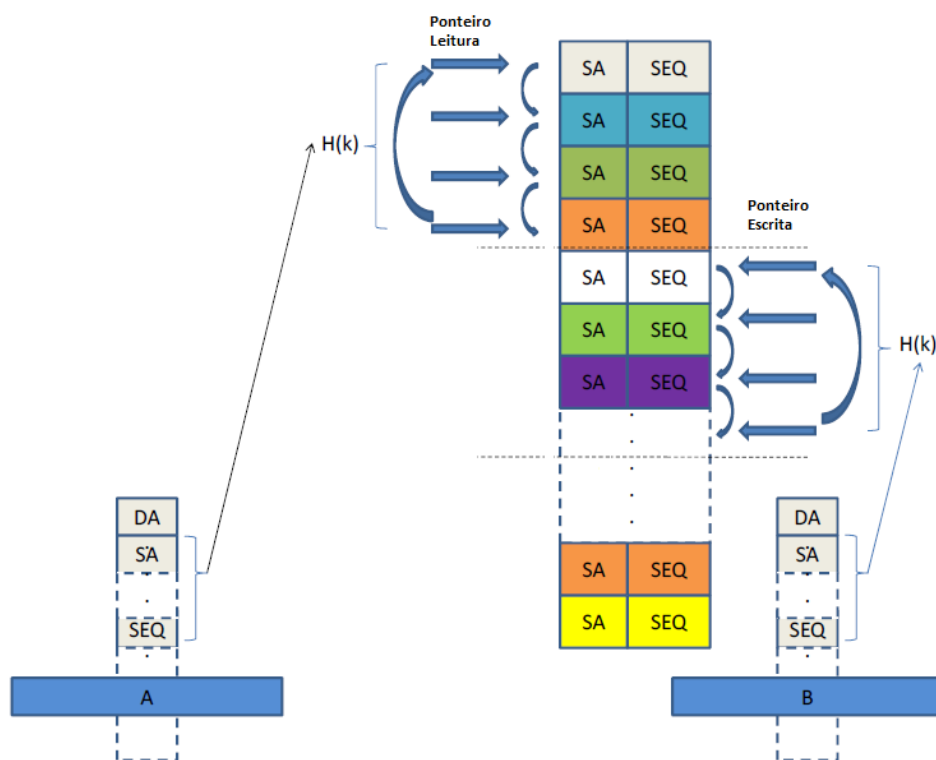 Ponteiro
Leitura
SA SEQ
SA SEQ
H(k)
SA SEQ
Ponteiro
Escrita
SA SEQ
SA SEQ
SA SEQ
H(k)
SA SEQ
DA
SA
SEQ
A
SA SEQ
SA SEQ
DA
SA
SEQ
B